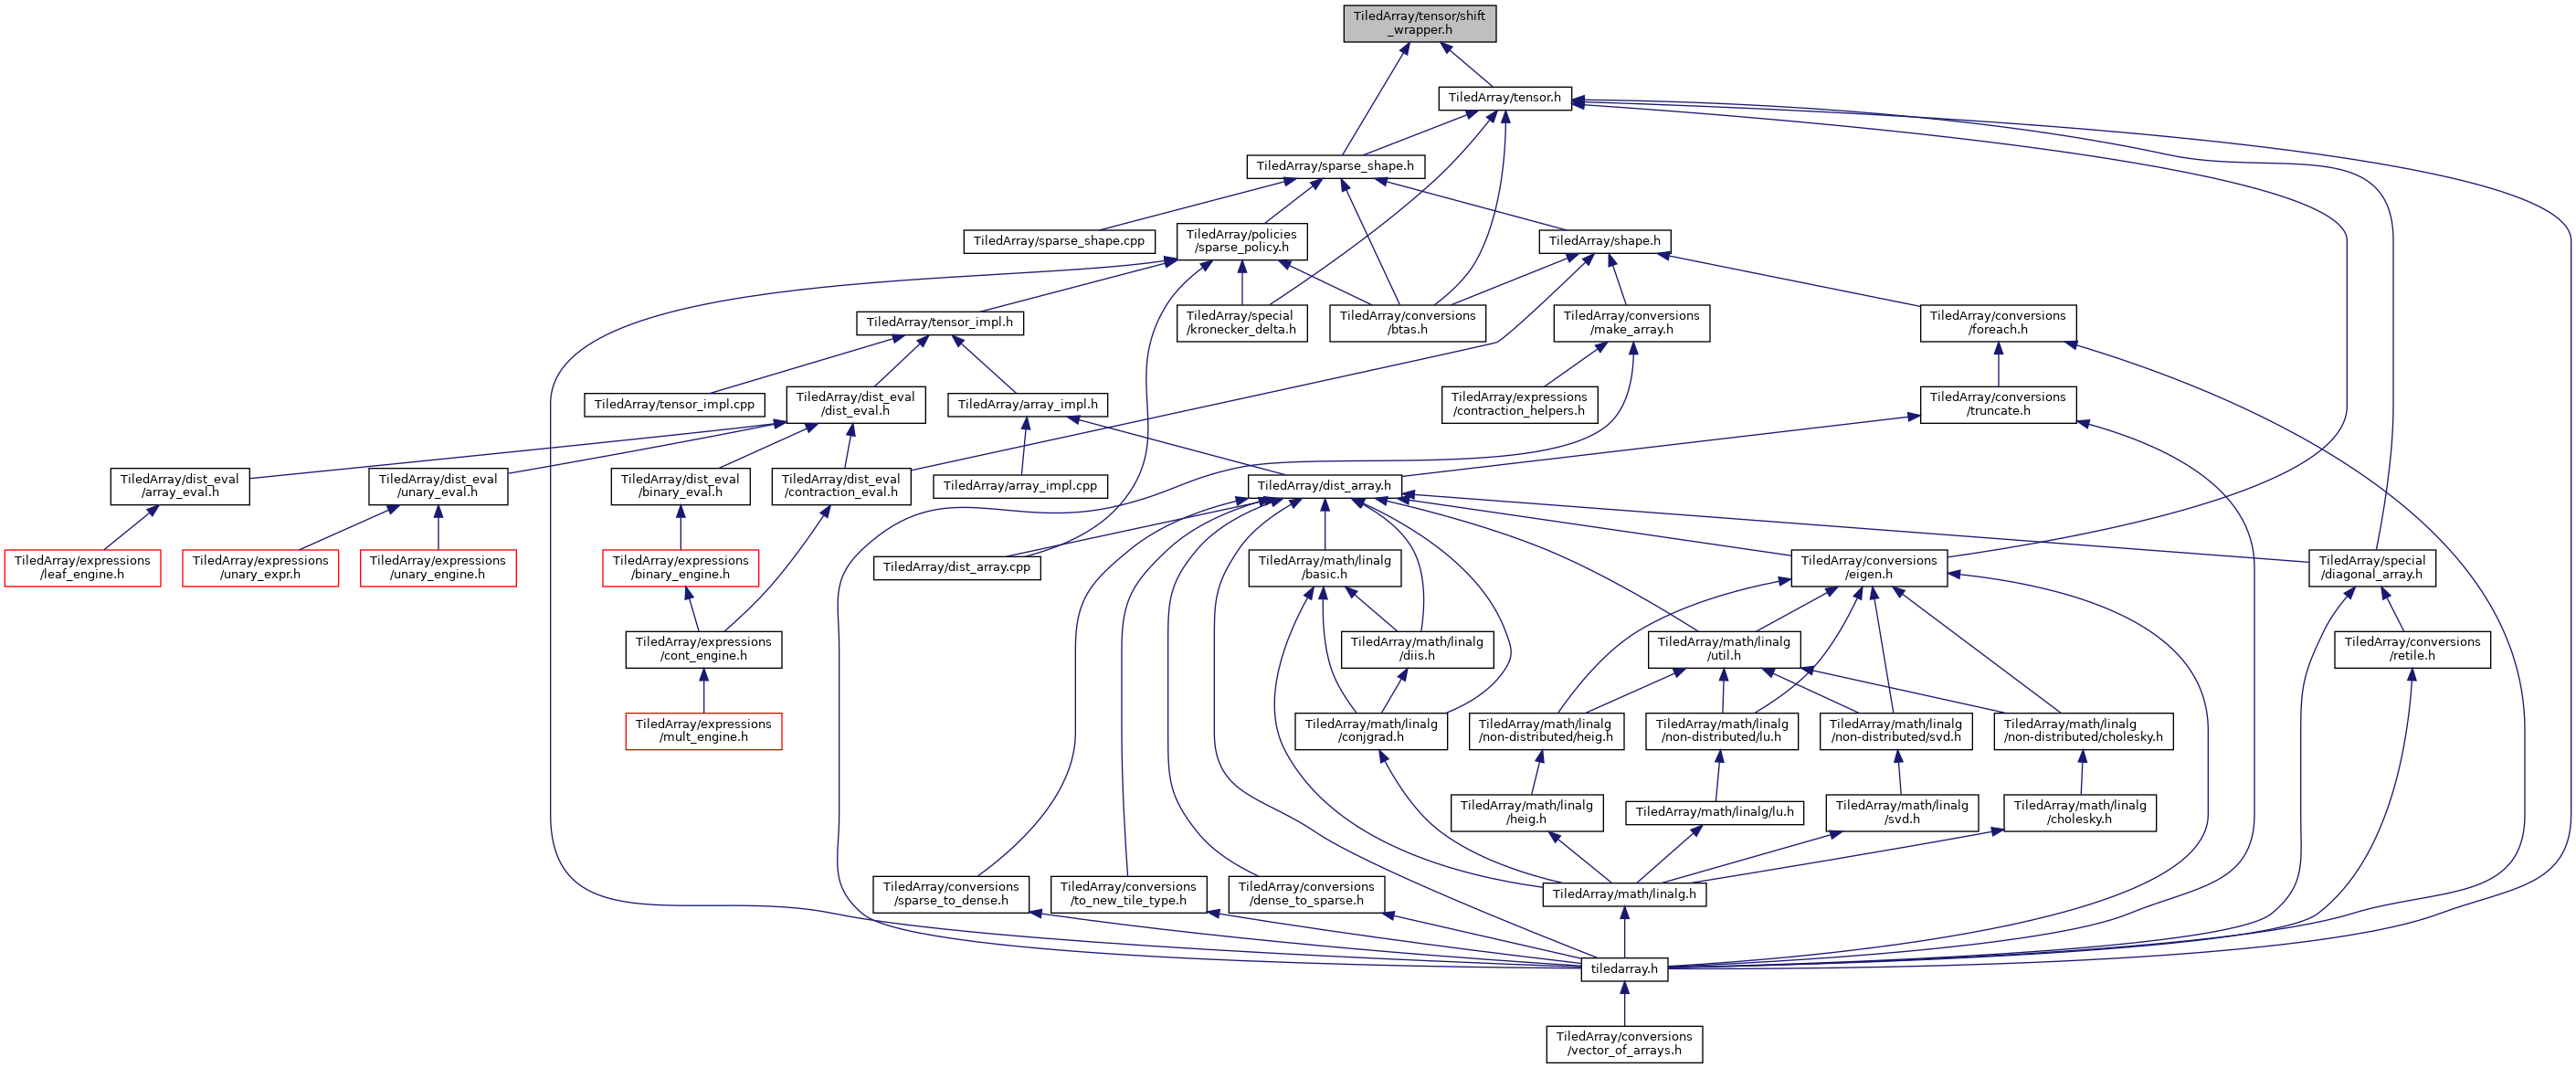 TiledArray/tensor/shift
_wrapper.h
TiledArray/tensor.h
TiledArray/sparse_shape.h
TiledArray/sparse_shape.cpp
TiledArray/policies
/sparse_policy.h
TiledArray/shape.h
TiledArray/tensor_impl.h
TiledArray/special
/kronecker_delta.h
TiledArray/conversions
/btas.h
TiledArray/conversions
/make_array.h
TiledArray/conversions
/foreach.h
TiledArray/tensor_impl.cpp
TiledArray/dist_eval
/dist_eval.h
TiledArray/array_impl.h
TiledArray/expressions
/contraction_helpers.h
TiledArray/conversions
/truncate.h
TiledArray/dist_eval
/array_eval.h
TiledArray/dist_eval
/unary_eval.h
TiledArray/dist_eval
/binary_eval.h
TiledArray/dist_eval
/contraction_eval.h
TiledArray/array_impl.cpp
TiledArray/dist_array.h
TiledArray/expressions
/leaf_engine.h
TiledArray/expressions
/unary_expr.h
TiledArray/expressions
/unary_engine.h
TiledArray/expressions
/binary_engine.h
TiledArray/dist_array.cpp
TiledArray/math/linalg
/basic.h
TiledArray/conversions
/eigen.h
TiledArray/special
/diagonal_array.h
TiledArray/expressions
/cont_engine.h
TiledArray/math/linalg
/diis.h
TiledArray/math/linalg
/util.h
TiledArray/conversions
/retile.h
TiledArray/expressions
/mult_engine.h
TiledArray/math/linalg
/conjgrad.h
TiledArray/math/linalg
/non-distributed/heig.h
TiledArray/math/linalg
/non-distributed/lu.h
TiledArray/math/linalg
/non-distributed/svd.h
TiledArray/math/linalg
/non-distributed/cholesky.h
TiledArray/math/linalg
/heig.h
TiledArray/math/linalg/lu.h
TiledArray/math/linalg
/svd.h
TiledArray/math/linalg
/cholesky.h
TiledArray/conversions
/sparse_to_dense.h
TiledArray/conversions
/to_new_tile_type.h
TiledArray/conversions
/dense_to_sparse.h
TiledArray/math/linalg.h
tiledarray.h
TiledArray/conversions
/vector_of_arrays.h